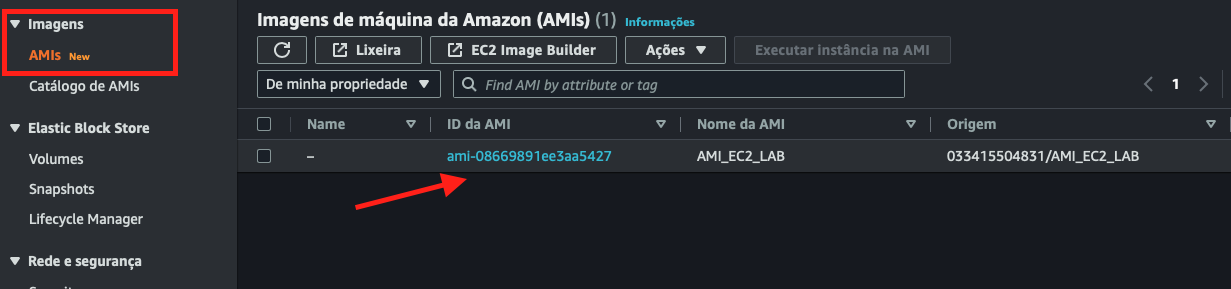 Imagens
AMIs New
Catálogo de AMIs
Elastic Block Store
Volumes
Snapshots
Lifecycle Manager
Rede e segurança
Imagens de máquina da Amazon (AMIs) (1) Informações
Lixeira EC2 Image Builder Ações Executar instância na AMI
De minha propriedade Find AMI by attribute or tag 1
Name ID da AMI Nome da AMI Origem
– ami-08669891ee3aa5427 AMI_EC2_LAB 033415504831/AMI_EC2_LAB